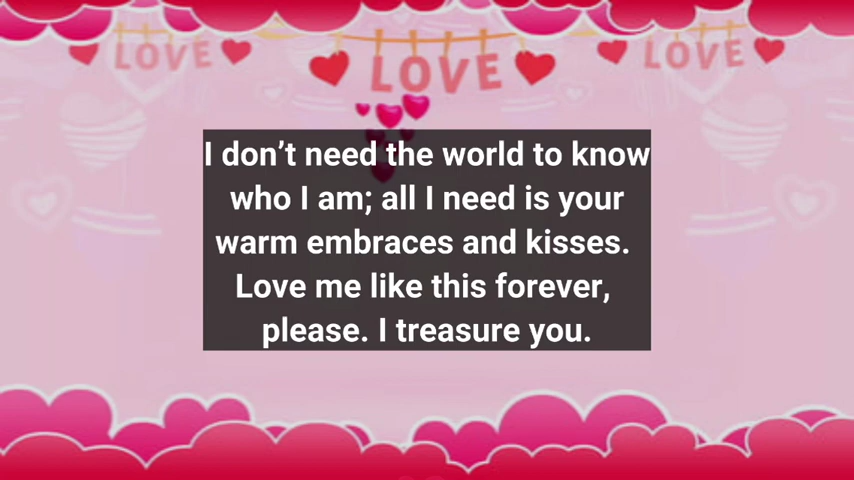 LOVE LOVE LOVE
I don’t need the world to know
who I am; all I need is your
warm embraces and kisses.
Love me like this forever,
please. I treasure you.